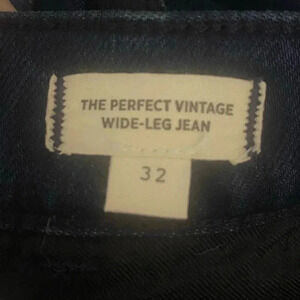 THE PERFECT VINTAGE
WIDE-LEG JEAN
32